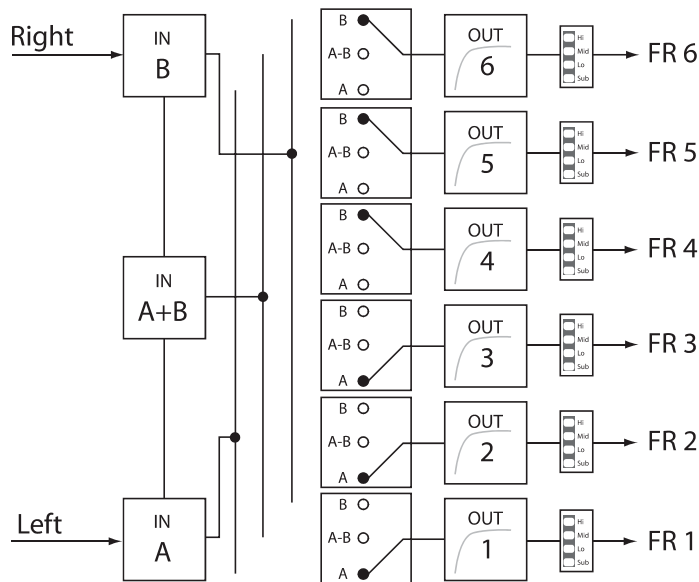 Right
IN
B
IN
A+B
Left
IN
A
B
A-B
A
OUT
6
Hi
Mid
Lo
Sub
FR 6
B
A-B
A
OUT
5
Hi
Mid
Lo
Sub
FR 5
B
A-B
A
OUT
4
Hi
Mid
Lo
Sub
FR 4
B
A-B
A
OUT
3
Hi
Mid
Lo
Sub
FR 3
B
A-B
A
OUT
2
Hi
Mid
Lo
Sub
FR 2
B
A-B
A
OUT
1
Hi
Mid
Lo
Sub
FR 1